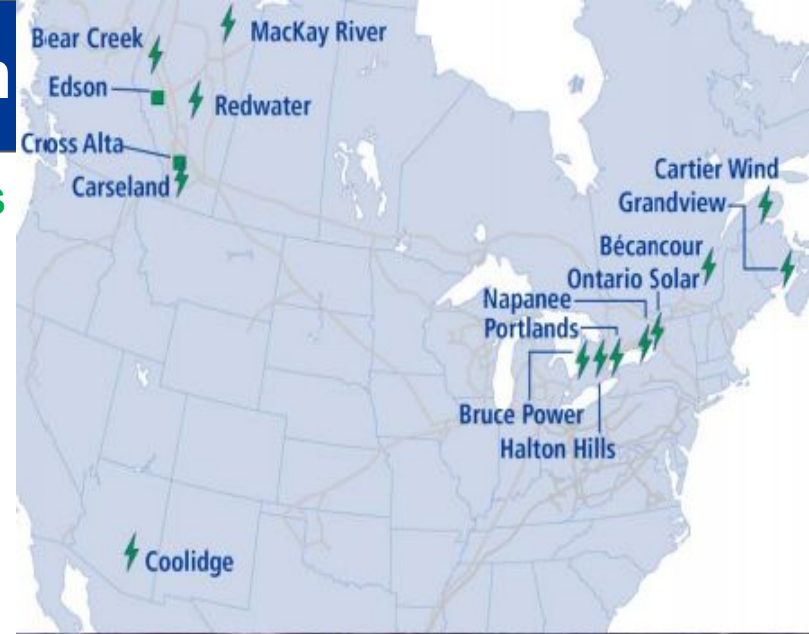 Bear Creek
MacKay River
n
Edson
Redwater
Cross Alta
Carseland
s
Cartier Wind
Grandview
Bécancour
Ontario Solar
Napanee
Portlands
Bruce Power
Halton Hills
Coolidge